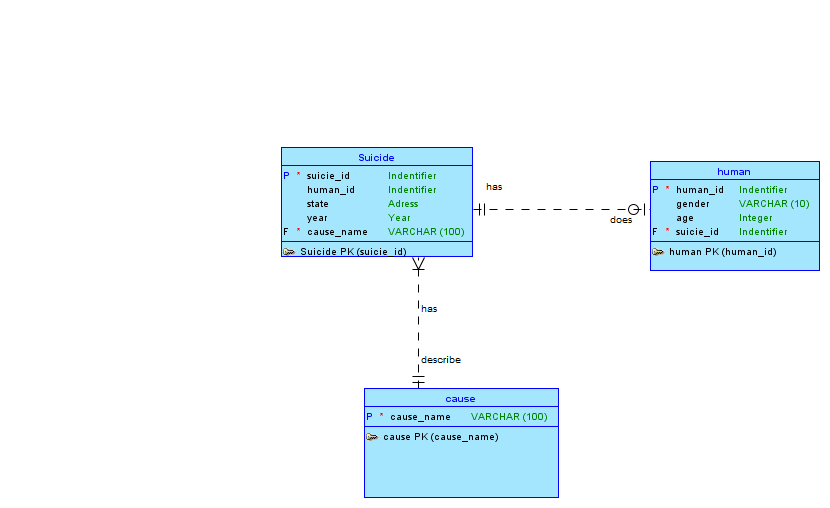 Suicide
P * suicie_id Indentifier
human_id Indentifier
state Adress
year Year
F * cause_name VARCHAR (100)
Suicide PK (suicie_id)
has
does
human
P * human_id Indentifier
gender VARCHAR (10)
age Integer
F * suicie_id Indentifier
human PK (human_id)
has
describe
cause
P * cause_name VARCHAR (100)
cause PK (cause_name)